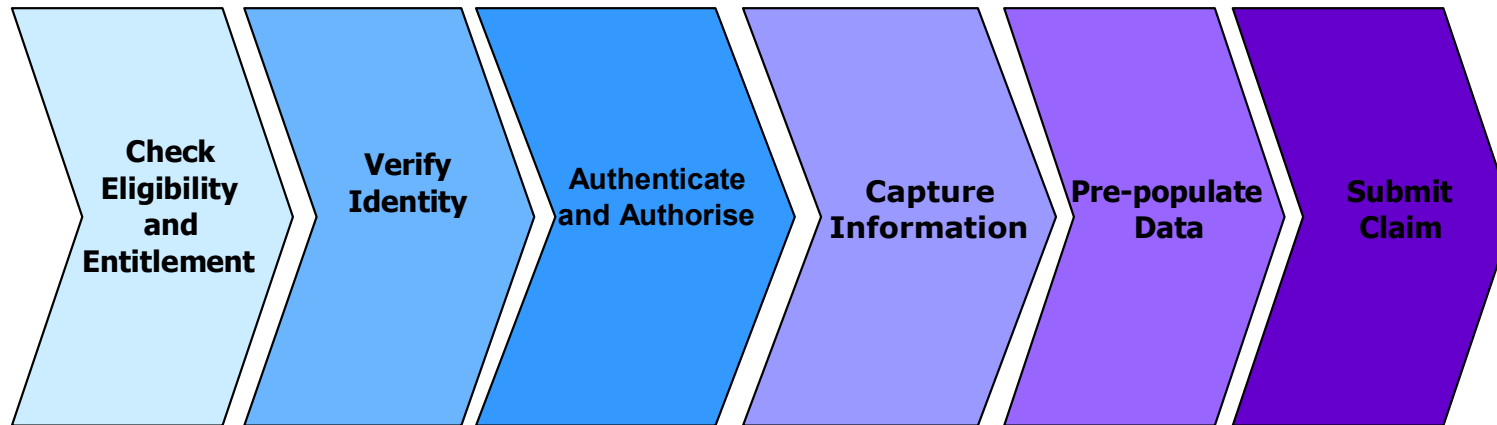 Check
Eligibility
and
Entitlement
Verify
Identity
Authenticate
and Authorise
Capture
Information
Pre-populate
Data
Submit
Claim